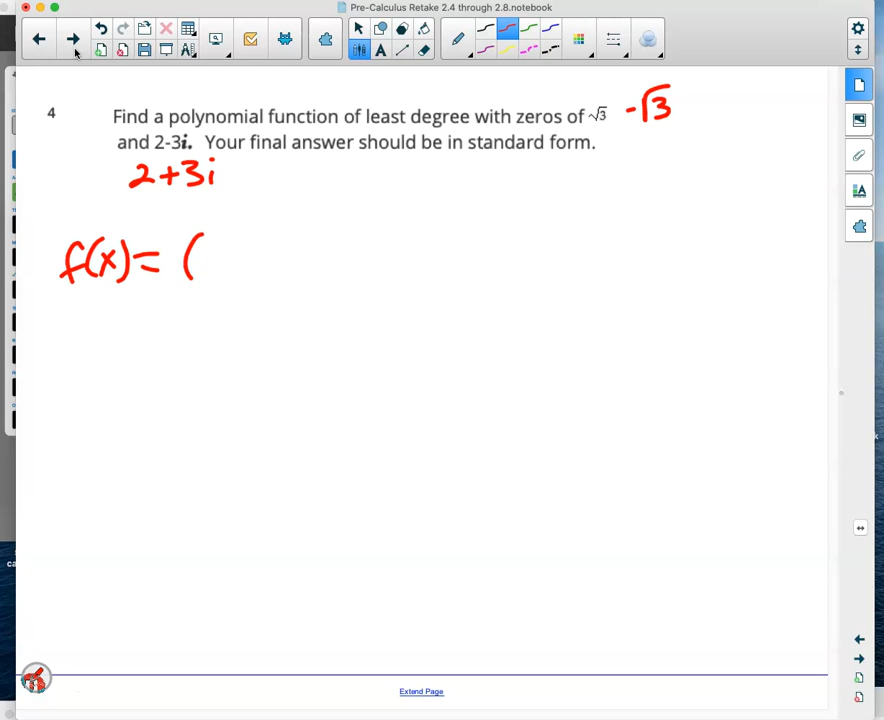 Pre-Calculus Retake 2.4 through 2.8.notebook
4
Find a polynomial function of least degree with zeros of √3 -√3
and 2-3i. Your final answer should be in standard form.
2+3i
f(x)= (
Extend Page